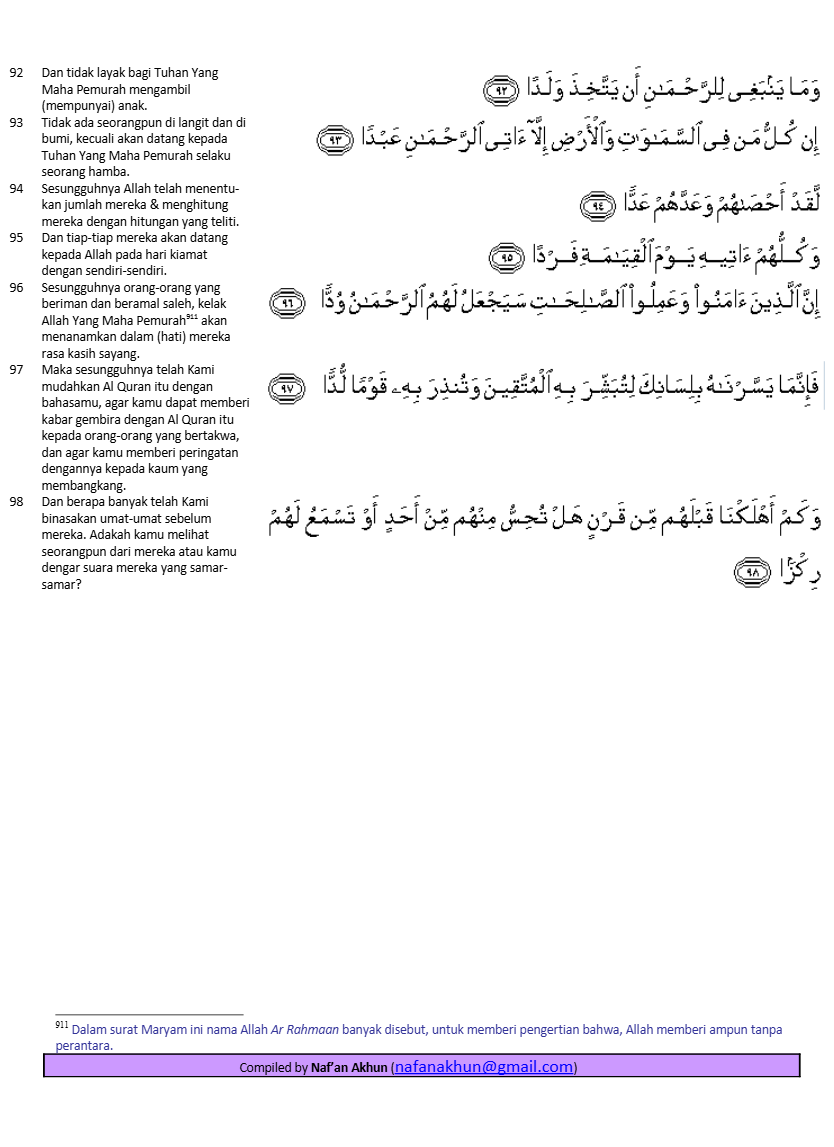 92 Dan tidak layak bagi Tuhan Yang
Maha Pemurah mengambil
(mempunyai) anak.
وَمَا يَنۢبَغِى لِلرَّحْمَـٰنِ أَن يَتَّخِذَ وَلَدًا ٩٢
93 Tidak ada seorangpun di langit dan di
bumi, kecuali akan datang kepada
Tuhan Yang Maha Pemurah selaku
seorang hamba.
إِن كُلُّ مَن فِى ٱلسَّمَـٰوَٰتِ وَٱلْأَرْضِ إِلَّآ ءَاتِى ٱلرَّحْمَـٰنِ عَبْدًا ٩٣
94 Sesungguhnya Allah telah menentu-
kan jumlah mereka & menghitung
mereka dengan hitungan yang teliti.
لَّقَدْ أَحْصَىٰهُمْ وَعَدَّهُمْ عَدًّا ٩٤
95 Dan tiap-tiap mereka akan datang
kepada Allah pada hari kiamat
dengan sendiri-sendiri.
وَكُلُّهُمْ ءَاتِيهِ يَوْمَ ٱلْقِيَـٰمَةِ فَرْدًا ٩٥
96 Sesungguhnya orang-orang yang
beriman dan beramal saleh, kelak
Allah Yang Maha Pemurah⁹¹¹ akan
menanamkan dalam (hati) mereka
rasa kasih sayang.
إِنَّ ٱلَّذِينَ ءَامَنُوا۟ وَعَمِلُوا۟ ٱلصَّـٰلِحَـٰتِ سَيَجْعَلُ لَهُمُ ٱلرَّحْمَـٰنُ وُدًّا ٩٦
97 Maka sesungguhnya telah Kami
mudahkan Al Quran itu dengan
bahasamu, agar kamu dapat memberi
kabar gembira dengan Al Quran itu
kepada orang-orang yang bertakwa,
dan agar kamu memberi peringatan
dengannya kepada kaum yang
membangkang.
فَإِنَّمَا يَسَّرْنَـٰهُ بِلِسَانِكَ لِتُبَشِّرَ بِهِ ٱلْمُتَّقِينَ وَتُنذِرَ بِهِۦ قَوْمًا لُّدًّا ٩٧
98 Dan berapa banyak telah Kami
binasakan umat-umat sebelum
mereka. Adakah kamu melihat
seorangpun dari mereka atau kamu
dengar suara mereka yang samar-
samar?
وَكَمْ أَهْلَكْنَا قَبْلَهُم مِّن قَرْنٍ هَلْ تُحِسُّ مِنْهُم مِّنْ أَحَدٍ أَوْ تَسْمَعُ لَهُمْ
رِكْزًۢا ٩٨
911 Dalam surat Maryam ini nama Allah Ar Rahmaan banyak disebut, untuk memberi pengertian bahwa, Allah memberi ampun tanpa
perantara.
Compiled by Naf’an Akhun (nafanakhun@gmail.com)